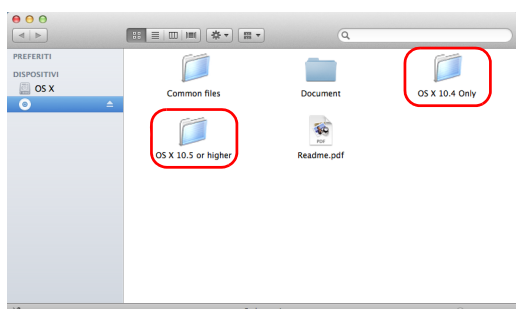 PREFERITI
DISPOSITIVI
OS X
Common files
Document
OS X 10.4 Only
OS X 10.5 or higher
PDF
Readme.pdf